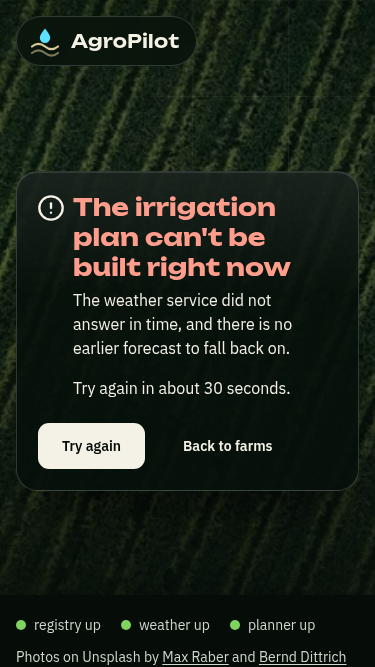 AgroPilot
The irrigation
plan can't be
built right now
The weather service did not
answer in time, and there is no
earlier forecast to fall back on.
Try again in about 30 seconds.
Try again
Back to farms
registry up
weather up
planner up
Photos on Unsplash by Max Raber and Bernd Dittrich